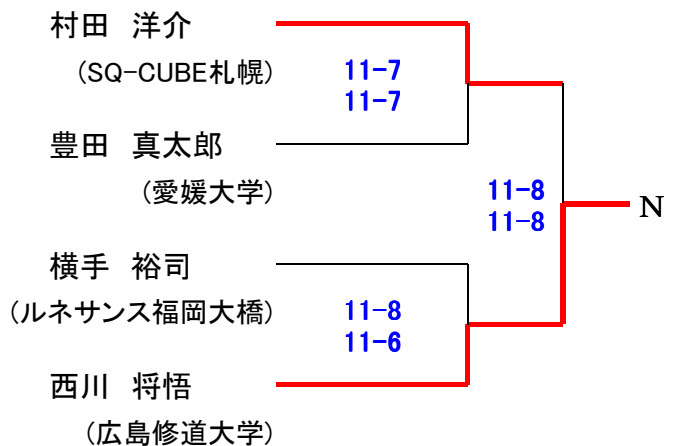 村田 洋介
(SQ-CUBE札幌)
11-7
11-7
豊田 真太郎
(愛媛大学)
11-8
11-8
N
横手 裕司
(ルネサンス福岡大橋)
11-8
11-6
西川 将悟
(広島修道大学)